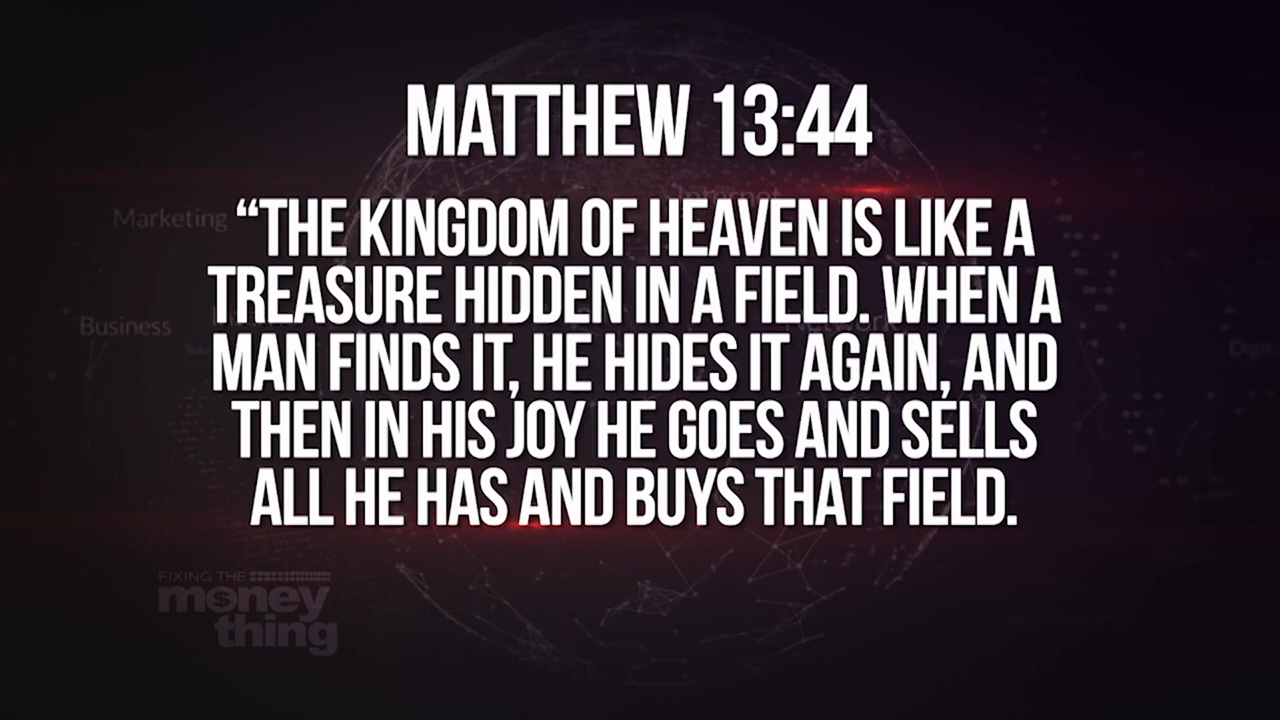 MATTHEW 13:44
Internet
Marketing
“THE KINGDOM OF HEAVEN IS LIKE A
TREASURE HIDDEN IN A FIELD. WHEN A
Business
Network
MAN FINDS IT, HE HIDES IT AGAIN, AND
THEN IN HIS JOY HE GOES AND SELLS
ALL HE HAS AND BUYS THAT FIELD.
FIXING THE
money
thing